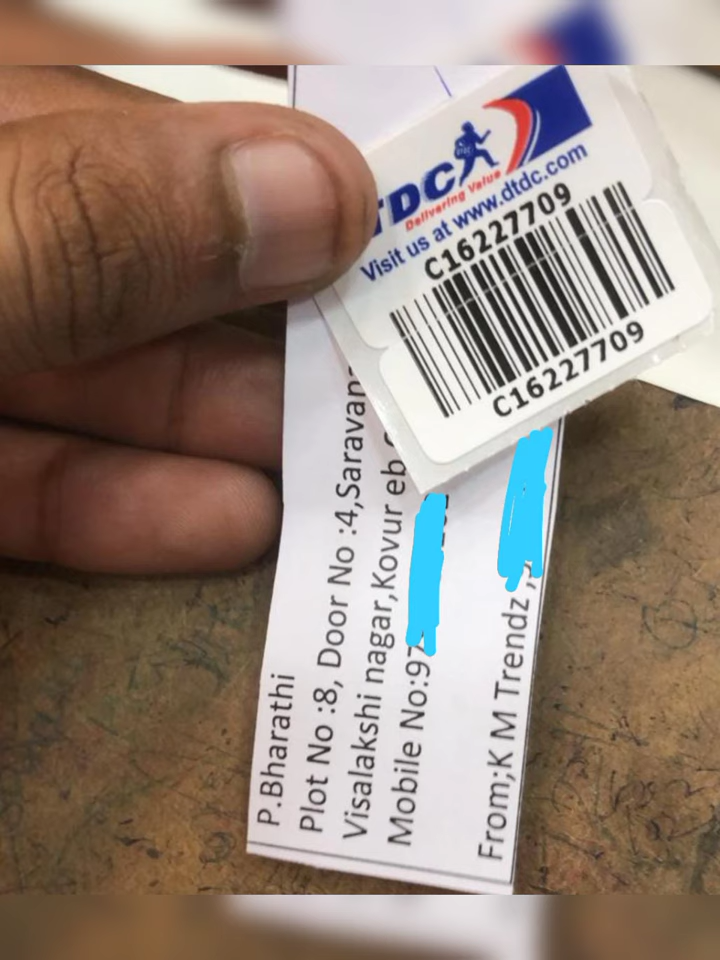 DTDC
Delivering Value
Visit us at www.dtdc.com
C16227709
C16227709
P.Bharathi
Plot No :8, Door No :4,Saravan
Visalakshi nagar,Kovur eb
Mobile No:97
From;K M Trendz ,